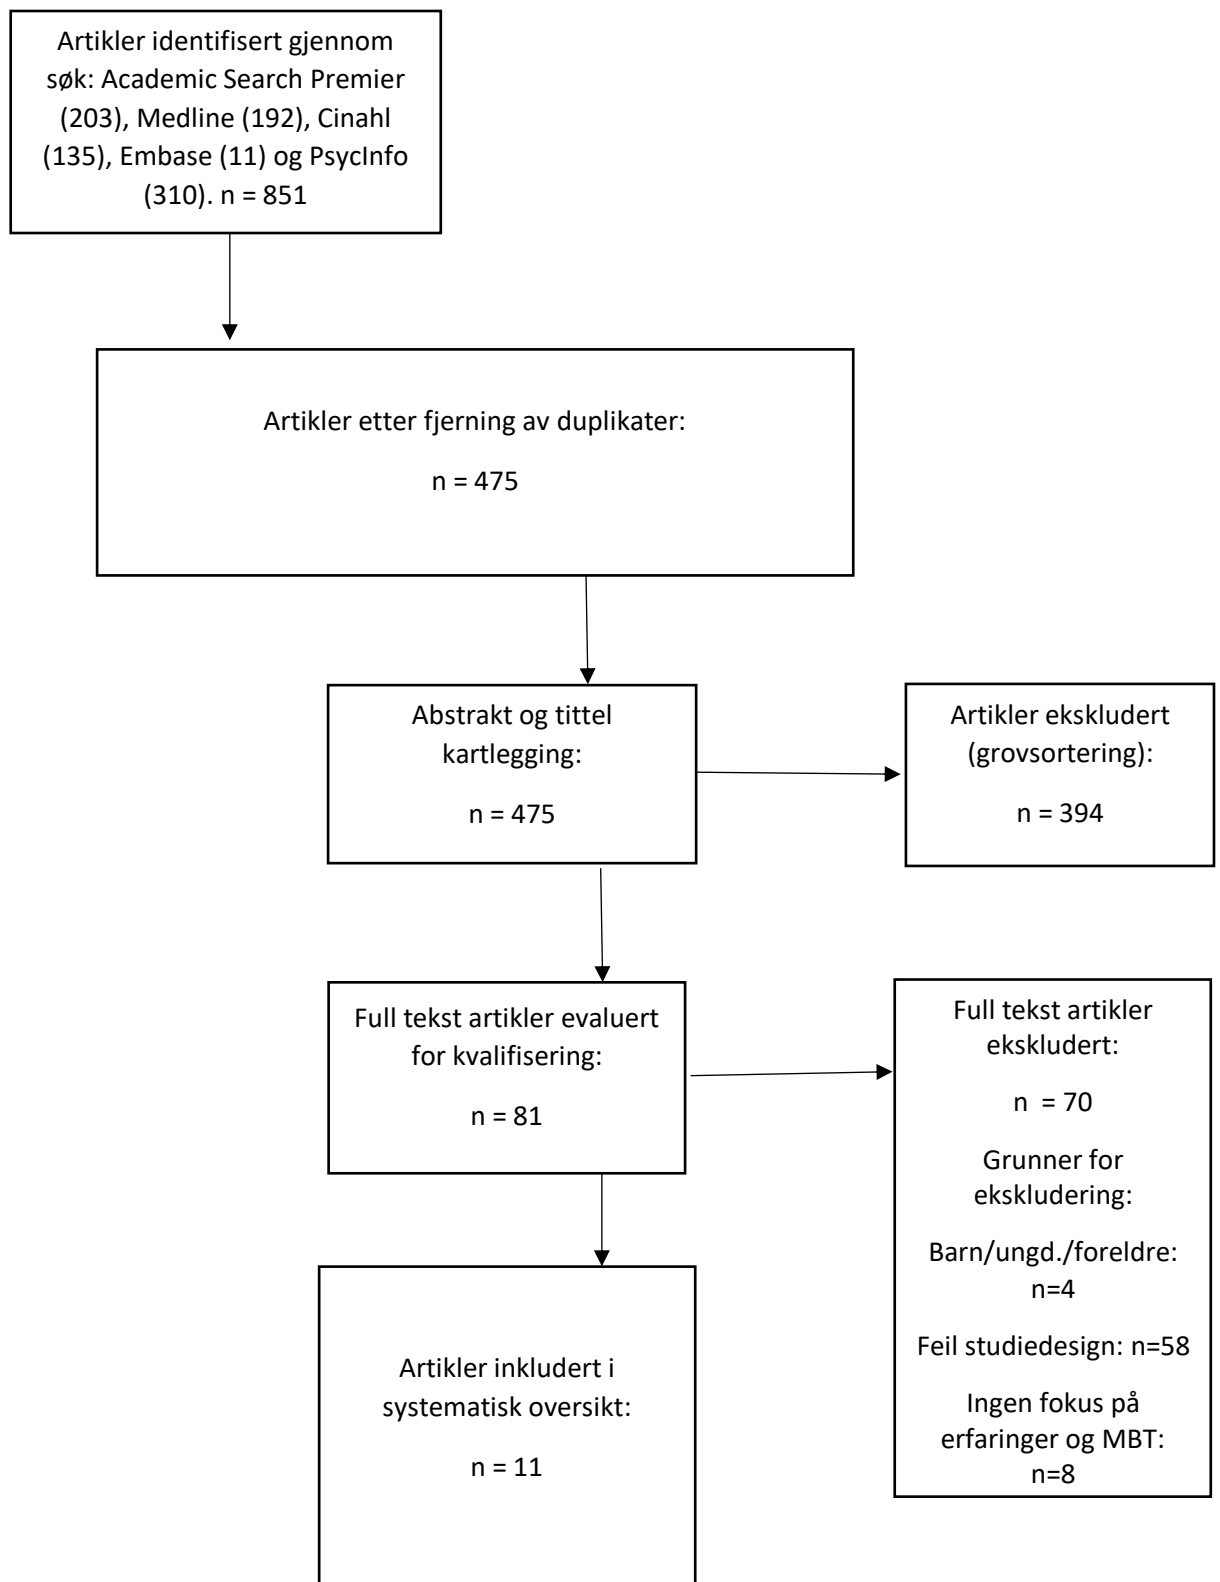 Artikler identifisert gjennom
søk: Academic Search Premier
(203), Medline (192), Cinahl
(135), Embase (11) og PsycInfo
(310). n = 851
Artikler etter fjerning av duplikater:
n = 475
Abstrakt og tittel
kartlegging:
n = 475
Artikler ekskludert
(grovsortering):
n = 394
Full tekst artikler evaluert
for kvalifisering:
n = 81
Full tekst artikler
ekskludert:
n  = 70
Grunner for
ekskludering:
Barn/ungd./foreldre:
n=4
Feil studiedesign: n=58
Ingen fokus på
erfaringer og MBT:
n=8
Artikler inkludert i
systematisk oversikt:
n = 11